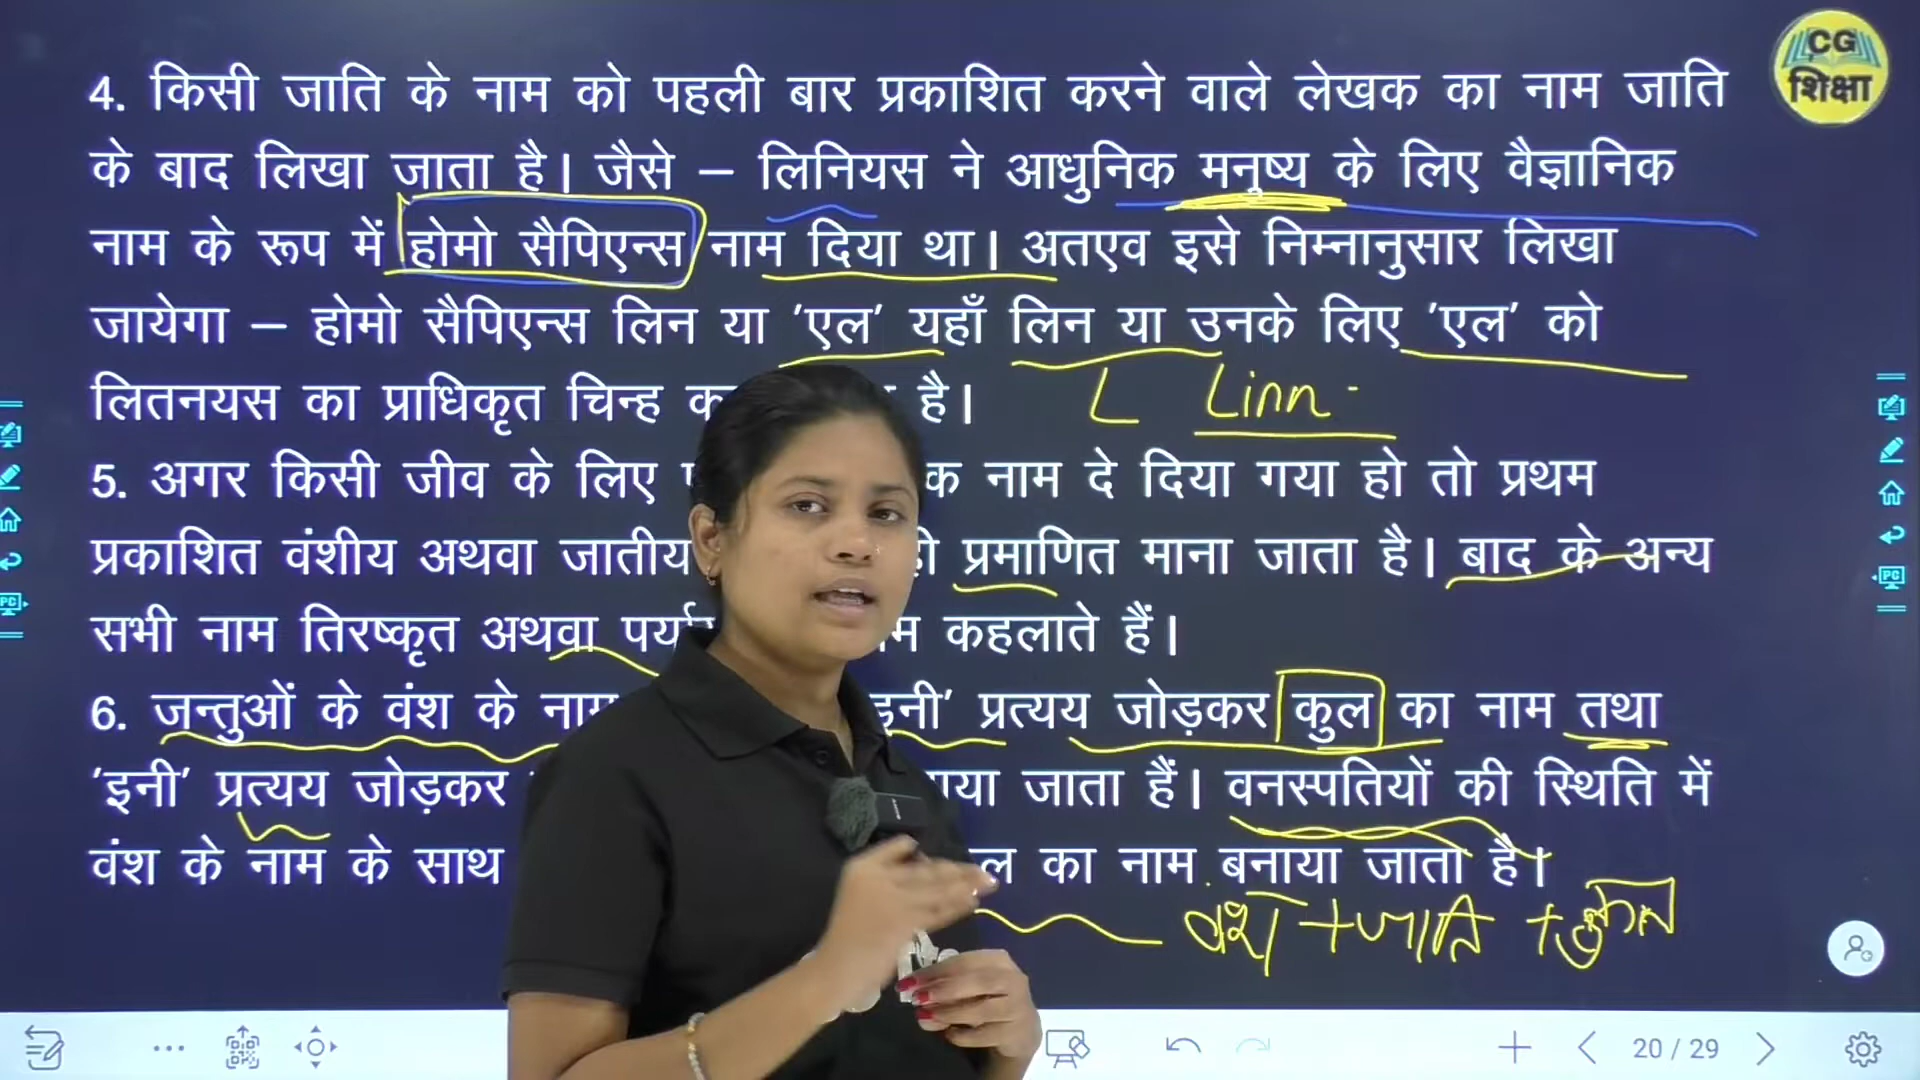 CG
शिक्षा
4. किसी जाति के नाम को पहली बार प्रकाशित करने वाले लेखक का नाम जाति
के बाद लिखा जाता है। जैसे – लिनियस ने आधुनिक मनुष्य के लिए वैज्ञानिक
नाम के रूप में होमो सैपिएन्स नाम दिया था। अतएव इसे निम्नानुसार लिखा
जायेगा – होमो सैपिएन्स लिन या 'एल' यहाँ लिन या उनके लिए 'एल' को
लितनयस का प्राधिकृत चिन्ह है।
L Linn
5. अगर किसी जीव के लिए नाम दे दिया गया हो तो प्रथम
प्रकाशित वंशीय अथवा जातीय प्रमाणित माना जाता है। बाद के अन्य
सभी नाम तिरष्कृत अथवा कहलाते हैं।
6. जन्तुओं के वंश के नाम प्रत्यय जोड़कर कुल का नाम तथा
'इनी' प्रत्यय जोड़कर जाता हैं। वनस्पतियों की स्थिति में
वंश के नाम के साथ का नाम बनाया जाता है।
वंश + जाति + कुल
20 / 29